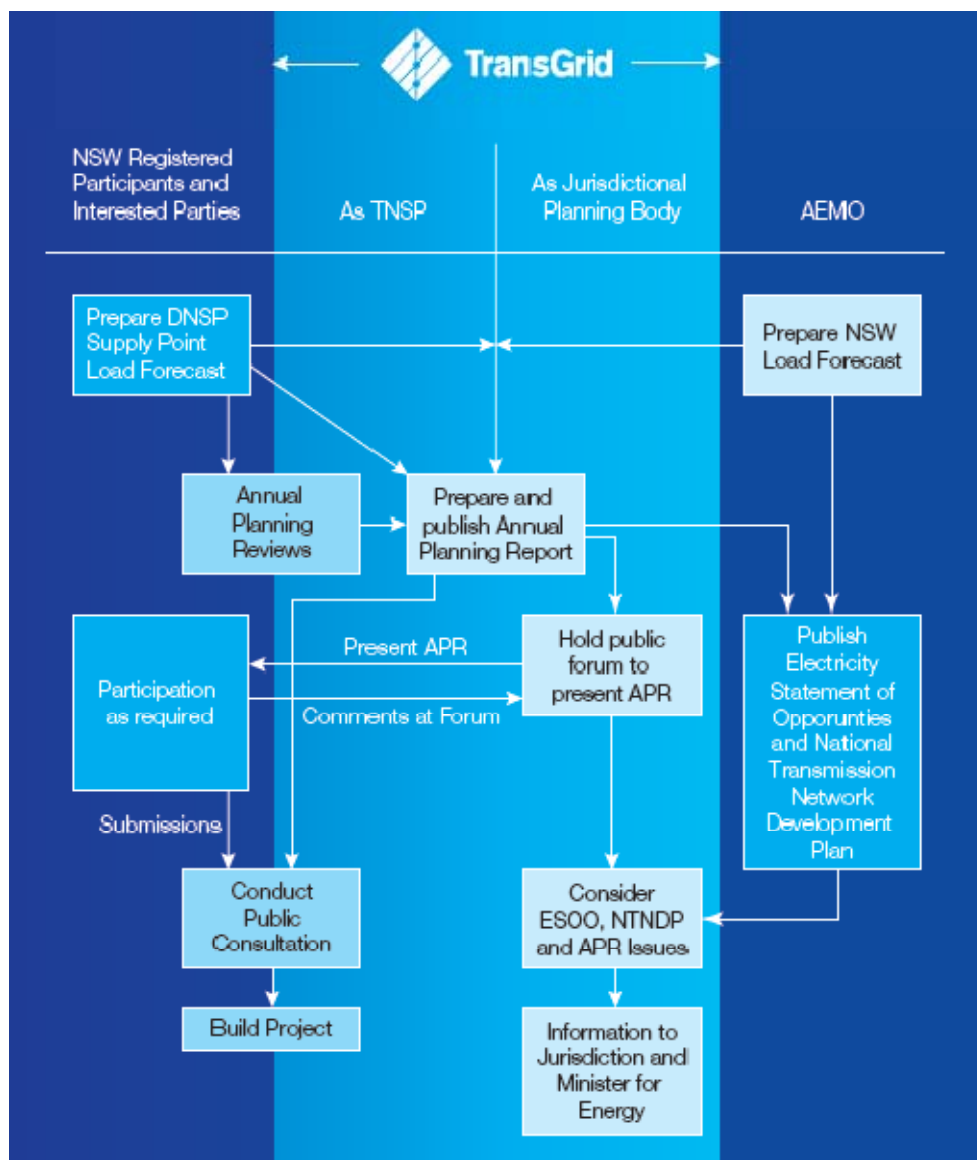 TransGrid
NSW Registered
Participants and
Interested Parties
As TNSP
As Jurisdictional
Planning Body
AEMO
Prepare DNSP
Supply Point
Load Forecast
Prepare NSW
Load Forecast
Annual
Planning
Reviews
Prepare and
publish Annual
Planning Report
Participation
as required
Present APR
Comments at Forum
Hold public
forum to
present APR
Publish
Electricity
Statement of
Opporunties
and National
Transmission
Network
Development
Plan
Submissions
Conduct
Public
Consultation
Consider
ESOO, NTNDP
and APR Issues
Build Project
Information to
Jurisdiction and
Minister for
Energy